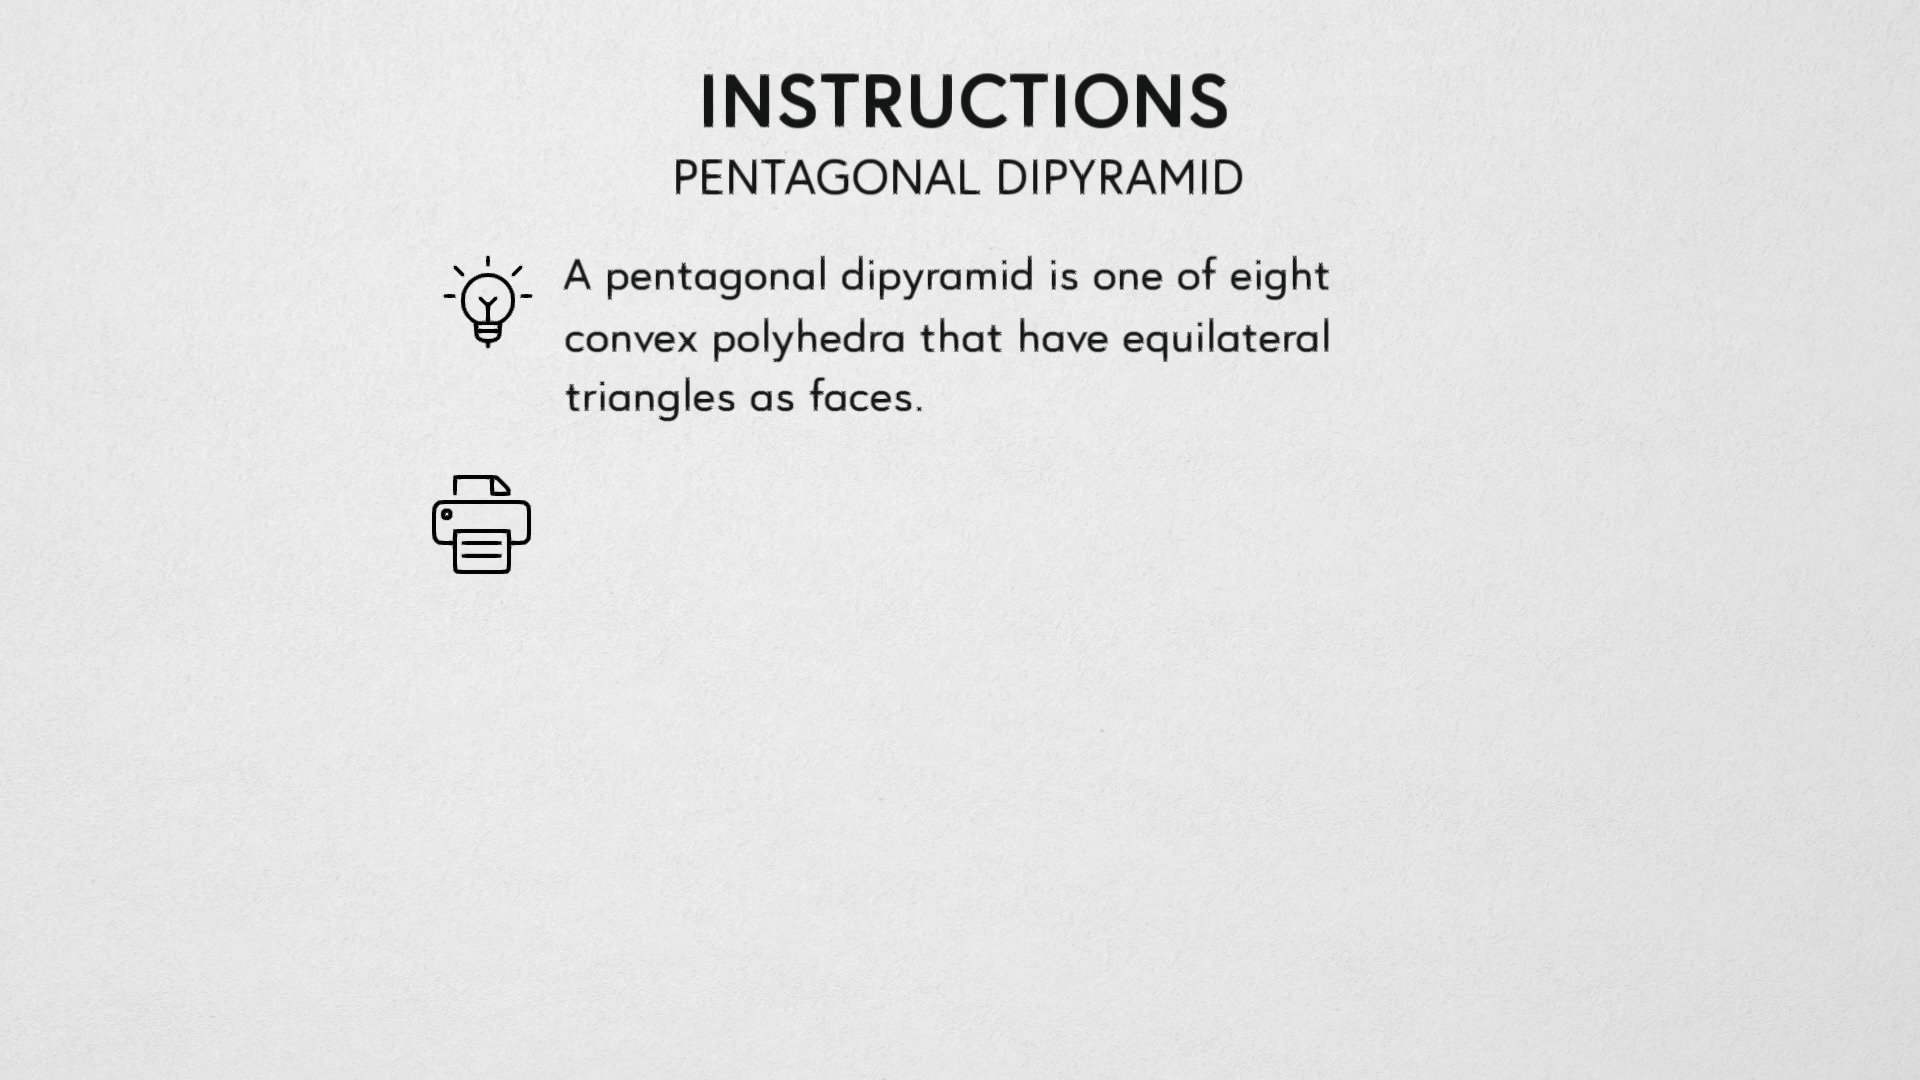 INSTRUCTIONS
PENTAGONAL DIPYRAMID
A pentagonal dipyramid is one of eight
convex polyhedra that have equilateral
triangles as faces.